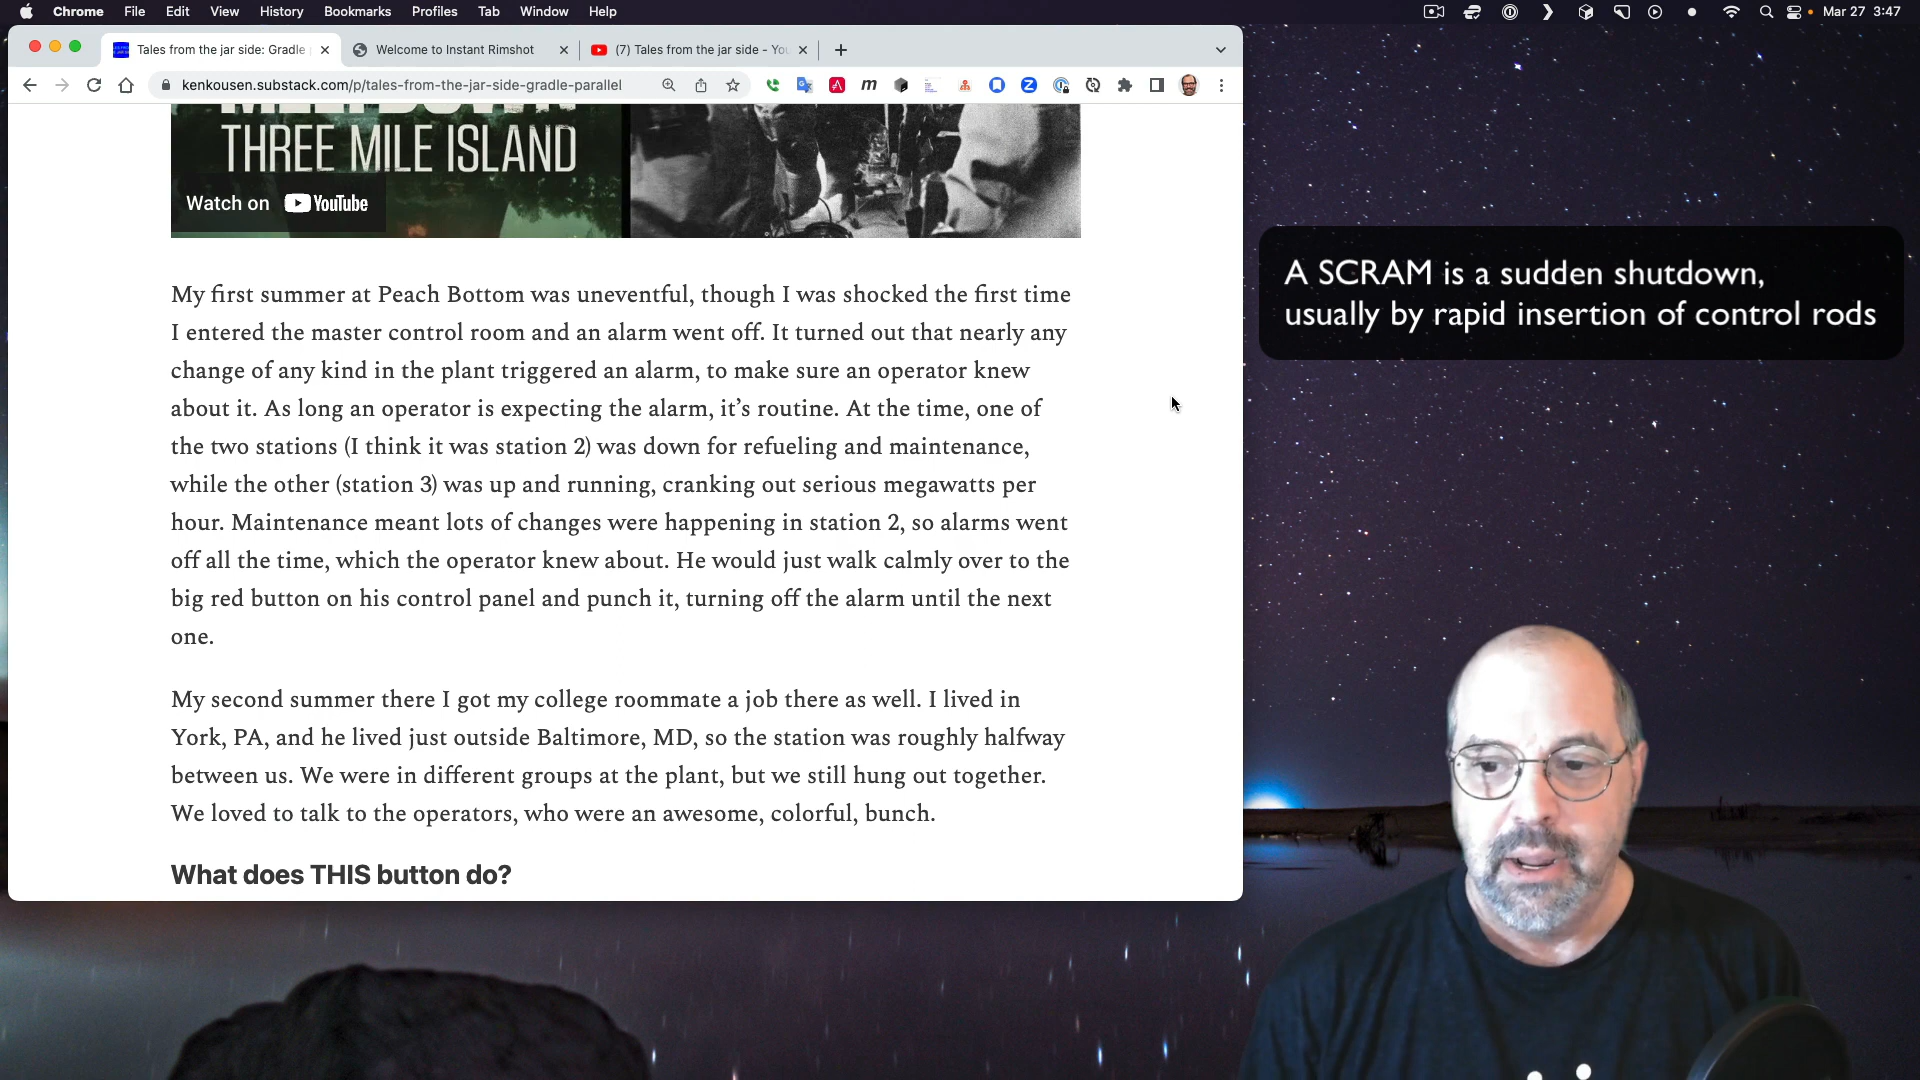 Chrome File Edit View History Bookmarks Profiles Tab Window Help Mar 27 3:47
Tales from the jar side: Gradle Welcome to Instant Rimshot (7) Tales from the jar side - You
kenkousen.substack.com/p/tales-from-the-jar-side-gradle-parallel
THREE MILE ISLAND
Watch on YouTube
A SCRAM is a sudden shutdown,
usually by rapid insertion of control rods
My first summer at Peach Bottom was uneventful, though I was shocked the first time
I entered the master control room and an alarm went off. It turned out that nearly any
change of any kind in the plant triggered an alarm, to make sure an operator knew
about it. As long an operator is expecting the alarm, it’s routine. At the time, one of
the two stations (I think it was station 2) was down for refueling and maintenance,
while the other (station 3) was up and running, cranking out serious megawatts per
hour. Maintenance meant lots of changes were happening in station 2, so alarms went
off all the time, which the operator knew about. He would just walk calmly over to the
big red button on his control panel and punch it, turning off the alarm until the next
one.
My second summer there I got my college roommate a job there as well. I lived in
York, PA, and he lived just outside Baltimore, MD, so the station was roughly halfway
between us. We were in different groups at the plant, but we still hung out together.
We loved to talk to the operators, who were an awesome, colorful, bunch.
What does THIS button do?